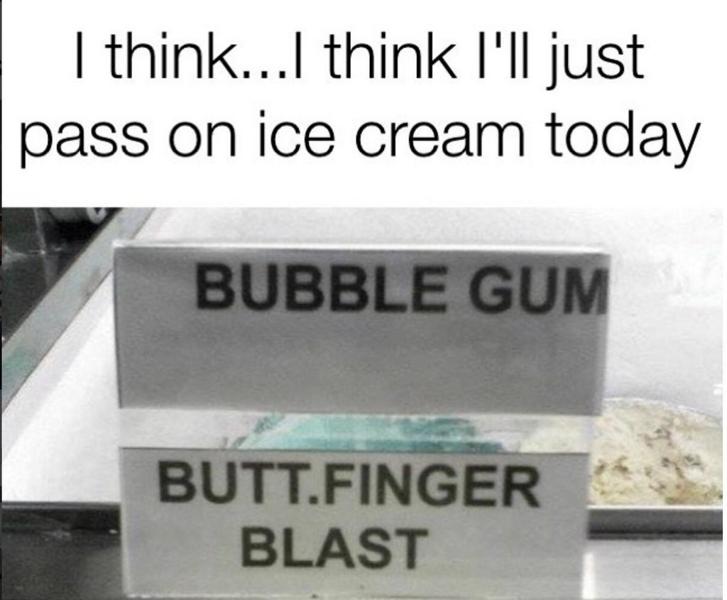 I think...I think I'll just
pass on ice cream today
BUBBLE GUM
BUTT.FINGER
BLAST